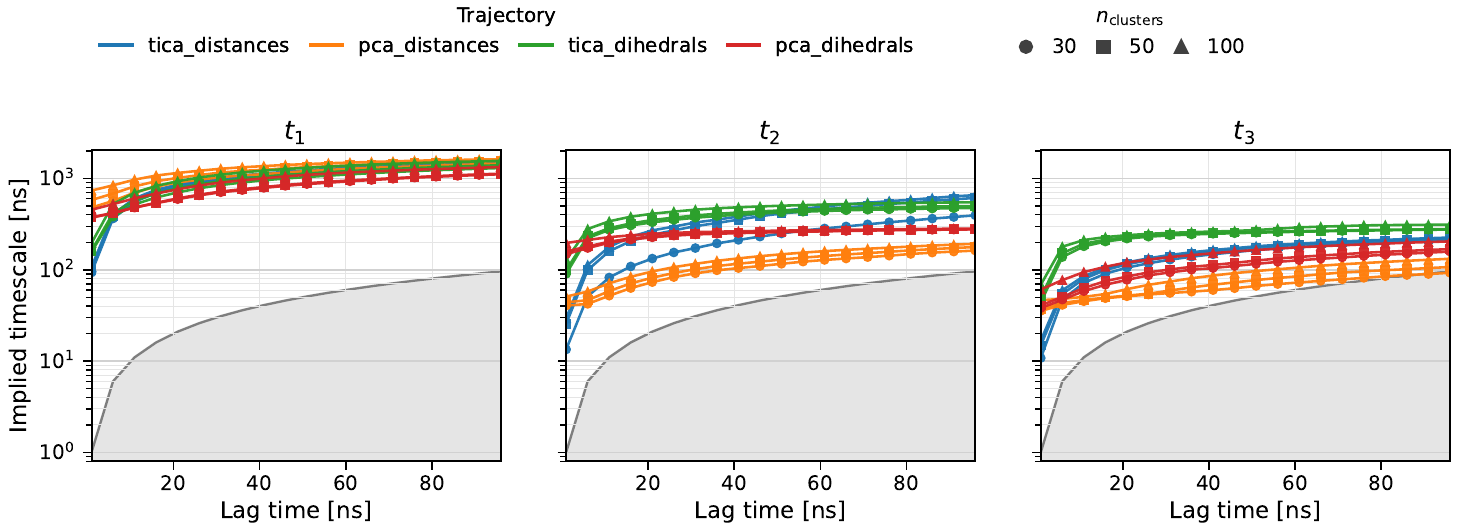 Trajectory
tica_distances pca_distances tica_dihedrals pca_dihedrals
n_clusters
30 50 100
t_1
t_2
t_3
Implied timescale [ns]
10^3
10^2
10^1
10^0
20 40 60 80
20 40 60 80
20 40 60 80
Lag time [ns]
Lag time [ns]
Lag time [ns]